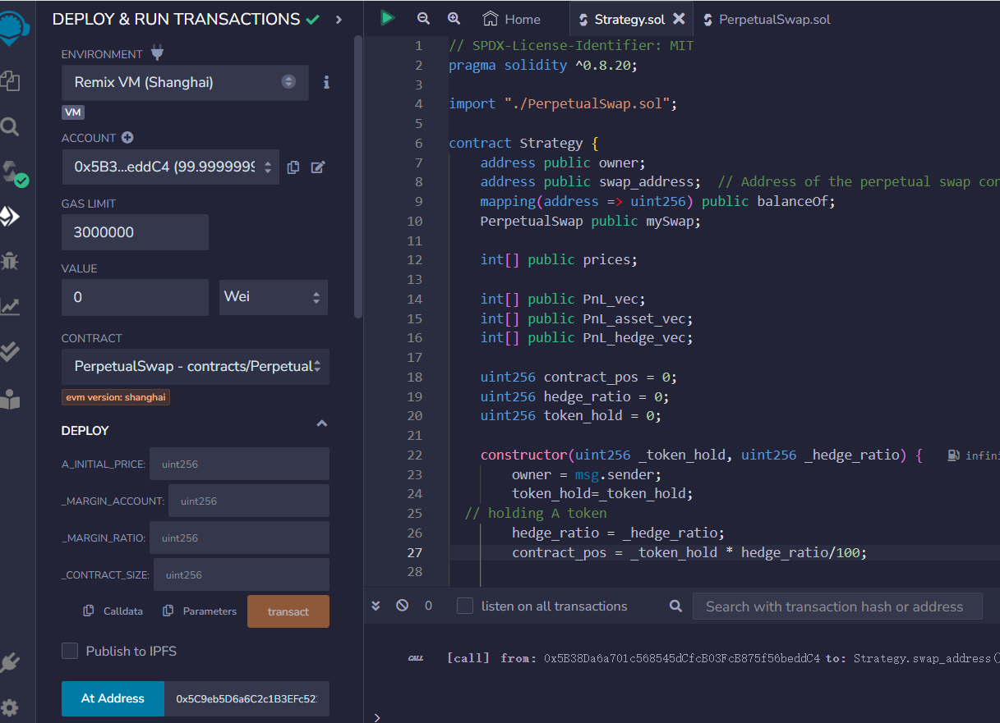 DEPLOY & RUN TRANSACTIONS
ENVIRONMENT
Remix VM (Shanghai)
VM
ACCOUNT
0x5B3...eddC4 (99.9999999
GAS LIMIT
3000000
VALUE
0
Wei
CONTRACT
PerpetualSwap - contracts/Perpetual
evm version: shanghai
DEPLOY
A_INITIAL_PRICE: uint256
_MARGIN_ACCOUNT: uint256
_MARGIN_RATIO: uint256
_CONTRACT_SIZE: uint256
Calldata Parameters transact
Publish to IPFS
At Address 0x5C9eb5D6a6C2c1B3EFc52
Home Strategy.sol PerpetualSwap.sol
1 // SPDX-License-Identifier: MIT
2 pragma solidity ^0.8.20;
3
4 import "./PerpetualSwap.sol";
5
6 contract Strategy {
7 address public owner;
8 address public swap_address; // Address of the perpetual swap con
9 mapping(address => uint256) public balanceOf;
10 PerpetualSwap public mySwap;
11
12 int[] public prices;
13
14 int[] public PnL_vec;
15 int[] public PnL_asset_vec;
16 int[] public PnL_hedge_vec;
17
18 uint256 contract_pos = 0;
19 uint256 hedge_ratio = 0;
20 uint256 token_hold = 0;
21
22 constructor(uint256 _token_hold, uint256 _hedge_ratio) { infini
23 owner = msg.sender;
24 token_hold=_token_hold;
25 // holding A token
26 hedge_ratio = _hedge_ratio;
27 contract_pos = _token_hold * hedge_ratio/100;
28
0 listen on all transactions Search with transaction hash or address
CALL [call] from: 0x5B38Da6a701c568545dCfcB03FcB875f56beddC4 to: Strategy.swap_address()
>